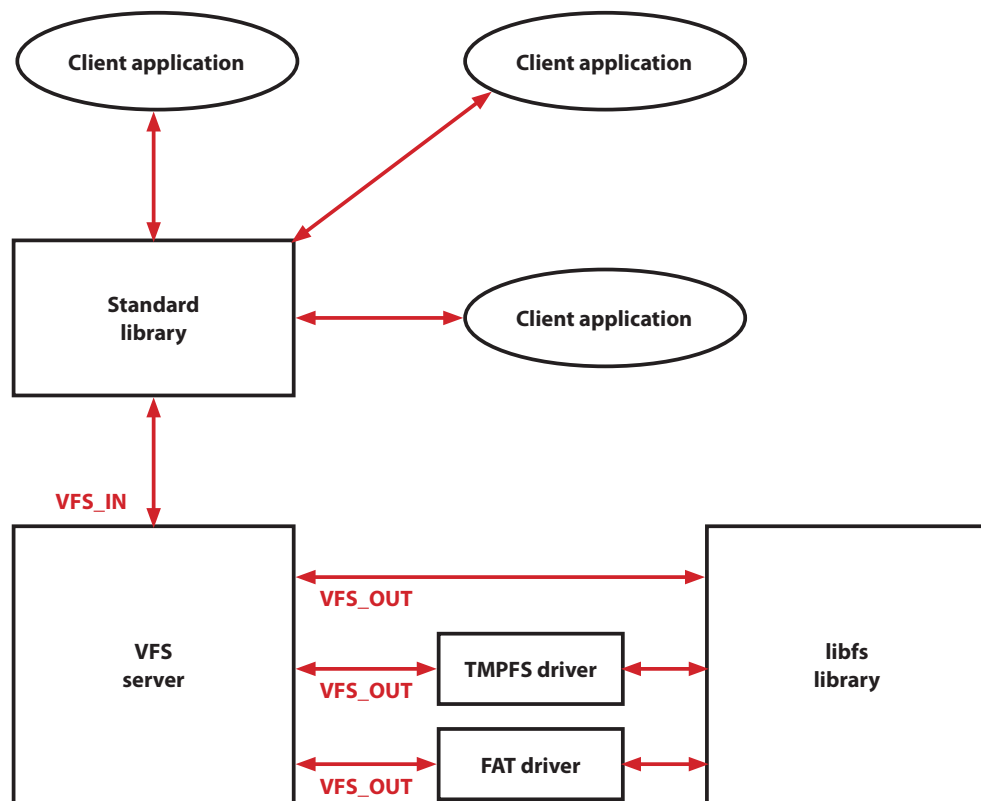 Client application
Client application
Standard
library
Client application
VFS_IN
VFS_OUT
VFS
server
TMPFS driver
libfs
library
VFS_OUT
FAT driver
VFS_OUT